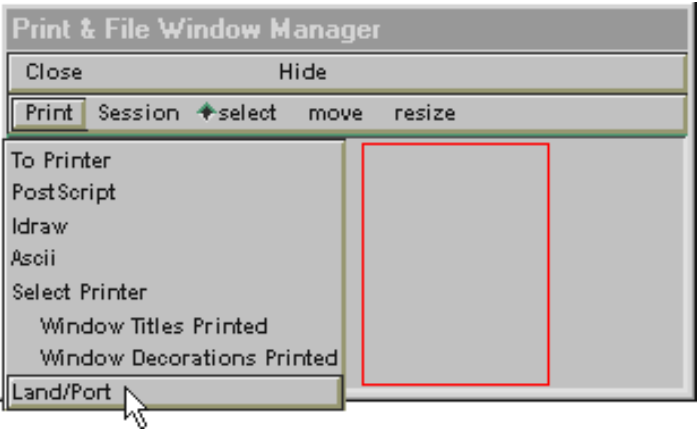 Print & File Window Manager
Close Hide
Print Session select move resize
To Printer
PostScript
Idraw
Ascii
Select Printer
Window Titles Printed
Window Decorations Printed
Land/Port